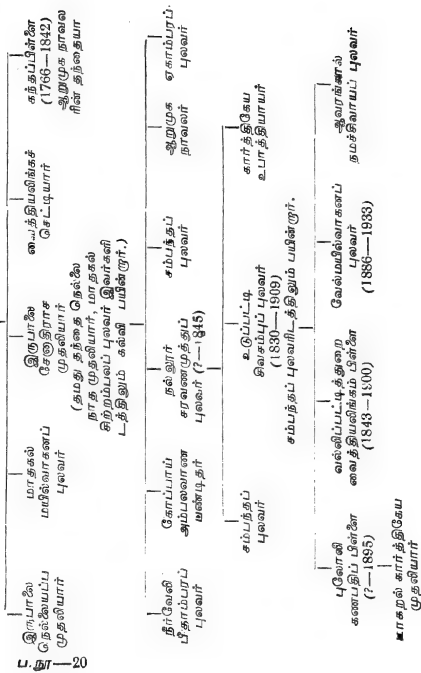 இருபாலை
நெல்லையப்ப
முதலியார்
மாதகல்
மயில்வாகனப்
புலவர்
இருபாலை
சேனாதிராச
முதலியார்
(தமது தந்தை நெல்லை
நாத முதலியார், மாதகல்
சிற்றம்பலப் புலவர் இவர்களி
டத்திலும் கல்வி பயின்றார்.)
வைத்தியலிங்கச்
செட்டியார்
கந்தப்பிள்ளை
(1766—1842)
ஆறுமுக நாவல
ரின் தந்தையார்
நீர்வேலி
பீதாம்பரப்
புலவர்
கோப்பாய்
அம்பலவாண
பண்டிதர்
நல்லூர்
சரவணமுத்துப்
புலவர் (?—1845)
சம்பந்தப்
புலவர்
ஆறுமுக
நாவலர்
ஏகாம்பரப்
புலவர்
சம்பந்தப்
புலவர்
உடுப்பட்டி
சிவசம்புப் புலவர்
(1830—1909)
சம்பந்தப் புலவரிடத்திலும் பயின்றார்.
கார்த்திகேய
உபாத்தியாயர்
புலோலி
கணபதிப் பிள்ளை
(?—1895)
வல்லிப்பட்டித்துறை
வைத்தியலிங்கம் பிள்ளை
(1843—1900)
வேல்மயில்வாகனப்
புலவர்
(1886—1933)
ஆவரங்கால்
நமச்சிவாயப் புலவர்
மாகறல் கார்த்திகேய
முதலியார்
ப.நூ—20